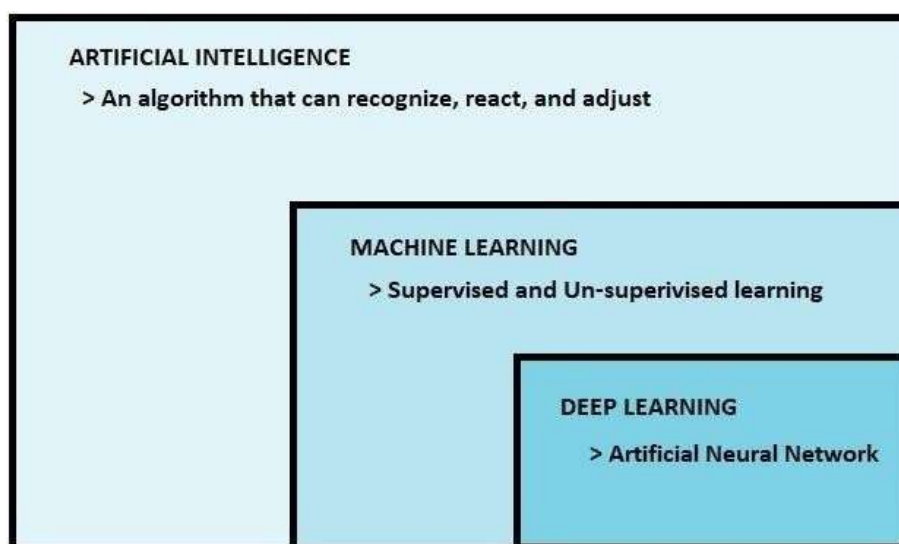 ARTIFICIAL INTELLIGENCE
> An algorithm that can recognize, react, and adjust
MACHINE LEARNING
> Supervised and Un-superivised learning
DEEP LEARNING
> Artificial Neural Network